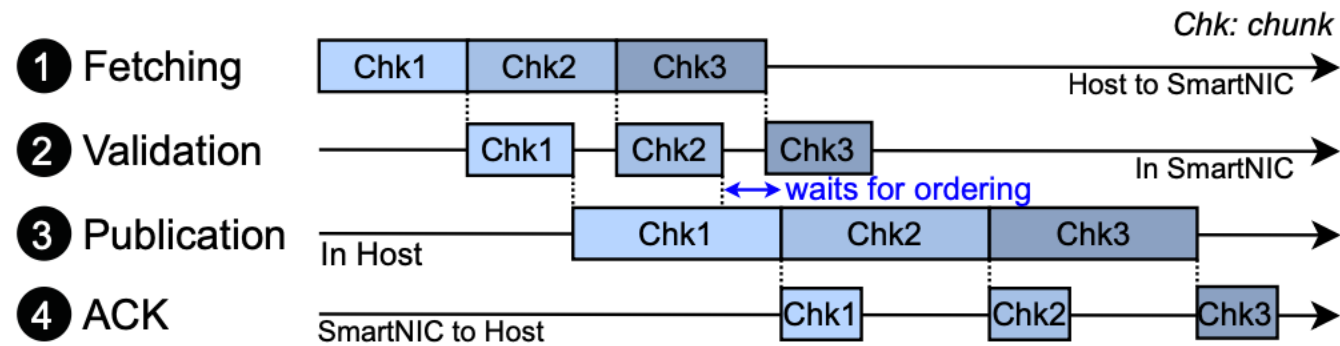 Chk: chunk
1 Fetching
Chk1 Chk2 Chk3
Host to SmartNIC
2 Validation
Chk1 Chk2 Chk3
In SmartNIC
waits for ordering
3 Publication
Chk1 Chk2 Chk3
In Host
4 ACK
Chk1 Chk2 Chk3
SmartNIC to Host